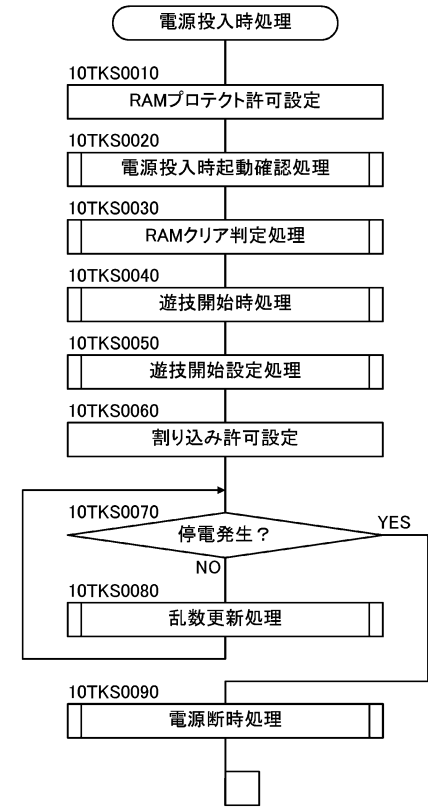 電源投入時処理
10TKS0010
RAMプロテクト許可設定
10TKS0020
電源投入時起動確認処理
10TKS0030
RAMクリア判定処理
10TKS0040
遊技開始時処理
10TKS0050
遊技開始設定処理
10TKS0060
割り込み許可設定
10TKS0070
停電発生？
YES
NO
10TKS0080
乱数更新処理
10TKS0090
電源断時処理